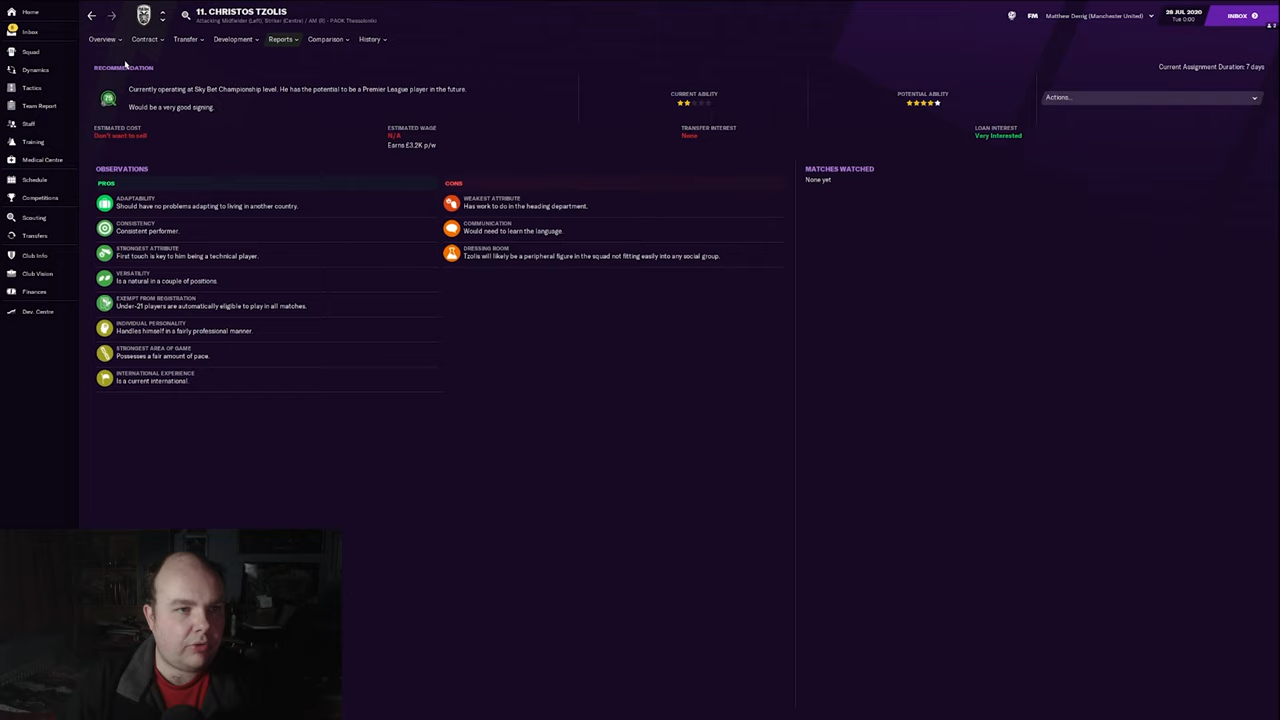 Home
11. CHRISTOS TZOLIS
Attacking Midfielder (Left), Striker (Centre) / AM (R) - PAOK Thessaloniki
FM
Matthew Derrig (Manchester United)
28 JUL 2020
Tue 0:00
INBOX
2
Inbox
Overview
Contract
Transfer
Development
Reports
Comparison
History
Squad
Dynamics
Tactics
Team Report
Staff
Training
Medical Centre
Schedule
Competitions
Scouting
Transfers
Club Info
Club Vision
Finances
Dev. Centre
RECOMMENDATION
Current Assignment Duration: 7 days
75
Currently operating at Sky Bet Championship level. He has the potential to be a Premier League player in the future.
Would be a very good signing.
CURRENT ABILITY
POTENTIAL ABILITY
Actions...
ESTIMATED COST
Don't want to sell
ESTIMATED WAGE
N/A
Earns £3.2K p/w
TRANSFER INTEREST
None
LOAN INTEREST
Very Interested
OBSERVATIONS
PROS
ADAPTABILITY
Should have no problems adapting to living in another country.
CONSISTENCY
Consistent performer.
STRONGEST ATTRIBUTE
First touch is key to him being a technical player.
VERSATILITY
Is a natural in a couple of positions.
EXEMPT FROM REGISTRATION
Under-21 players are automatically eligible to play in all matches.
INDIVIDUAL PERSONALITY
Handles himself in a fairly professional manner.
STRONGEST AREA OF GAME
Possesses a fair amount of pace.
INTERNATIONAL EXPERIENCE
Is a current international.
CONS
WEAKEST ATTRIBUTE
Has work to do in the heading department.
COMMUNICATION
Would need to learn the language.
DRESSING ROOM
Tzolis will likely be a peripheral figure in the squad not fitting easily into any social group.
MATCHES WATCHED
None yet